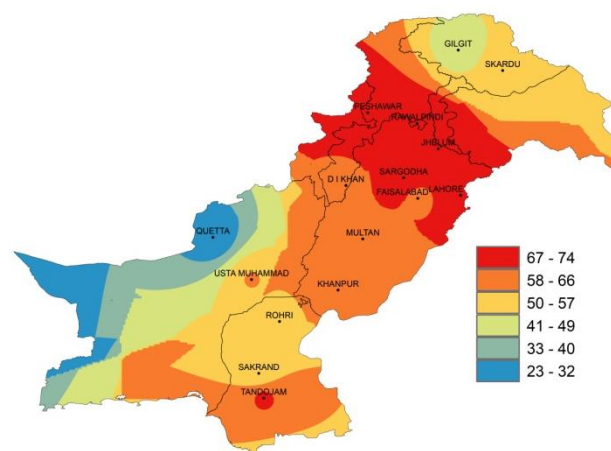 GILGIT
SKARDU
PESHAWAR
RAWALPINDI
JHELUM
SARGODHA
D I KHAN
FAISALABAD
LAHORE
QUETTA
MULTAN
USTA MUHAMMAD
KHANPUR
ROHRI
SAKRAND
TANDOJAM
67 - 74
58 - 66
50 - 57
41 - 49
33 - 40
23 - 32